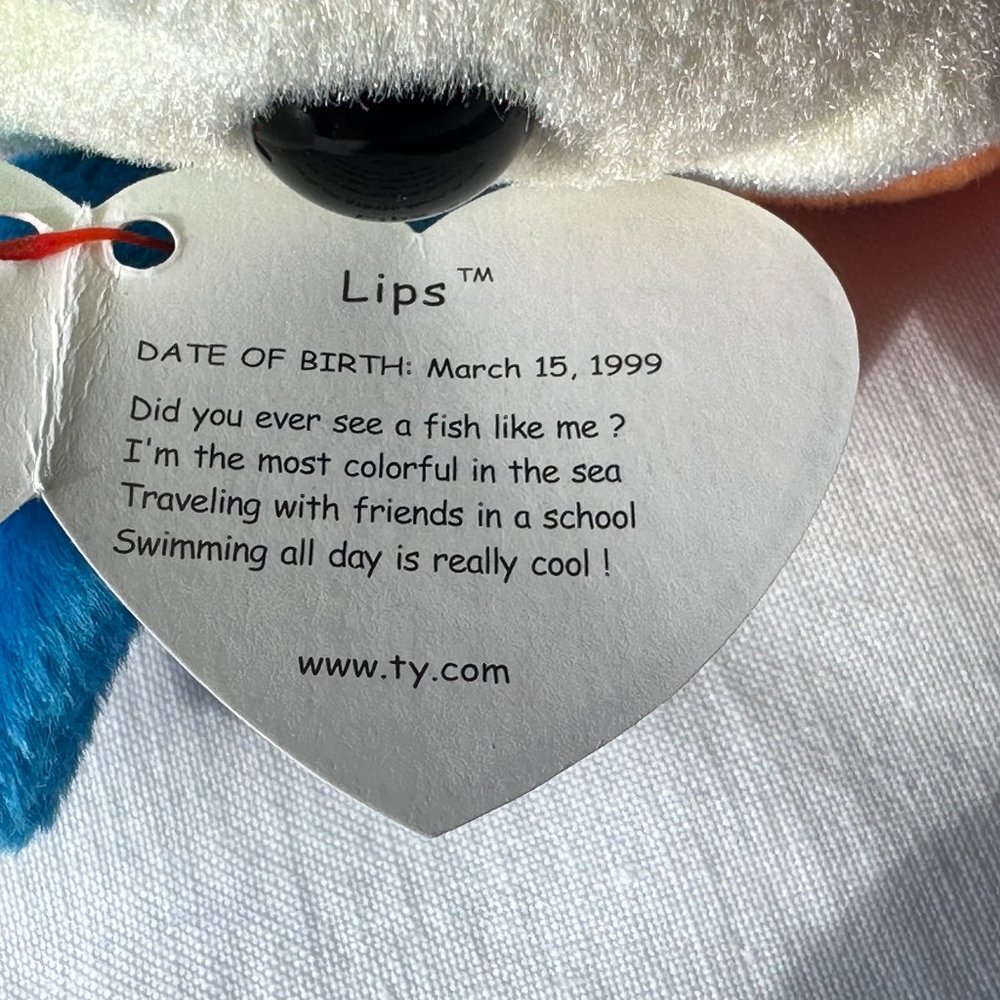 Lips™
DATE OF BIRTH: March 15, 1999
Did you ever see a fish like me ?
I'm the most colorful in the sea
Traveling with friends in a school
Swimming all day is really cool !
www.ty.com